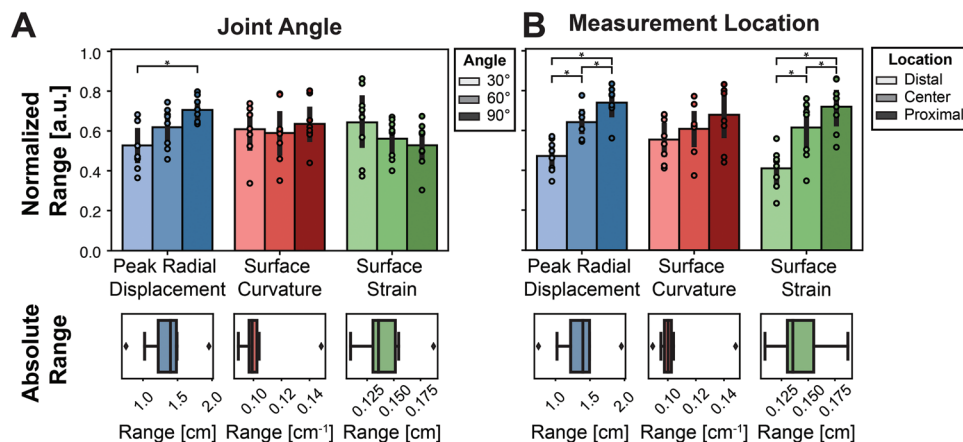 A
Joint Angle
Normalized
Range [a.u.]
1.0
0.8
0.6
0.4
0.2
0.0
*
Angle
30°
60°
90°
Peak Radial
Displacement
Surface
Curvature
Surface
Strain
Absolute
Range
1.0
1.5
2.0
Range [cm]
0.10
0.12
0.14
Range [cm⁻¹]
0.125
0.150
0.175
Range [cm]
B
Measurement Location
*
*
*
*
*
*
Location
Distal
Center
Proximal
Peak Radial
Displacement
Surface
Curvature
Surface
Strain
1.0
1.5
2.0
Range [cm]
0.10
0.12
0.14
Range [cm⁻¹]
0.125
0.150
0.175
Range [cm]